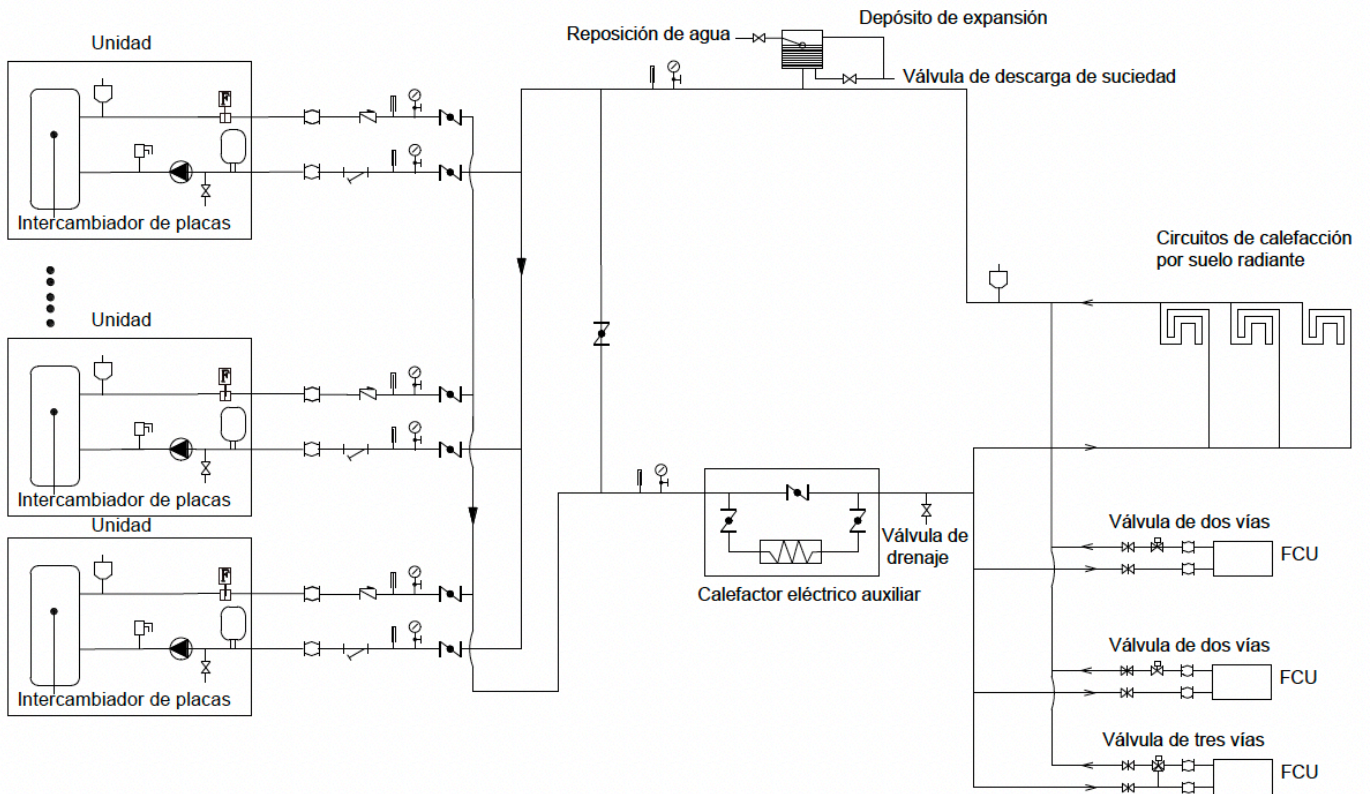 Depósito de expansión
Reposición de agua
Válvula de descarga de suciedad
Unidad
F
Intercambiador de placas
Unidad
F
Intercambiador de placas
Unidad
F
Intercambiador de placas
Circuitos de calefacción
por suelo radiante
Válvula de
drenaje
Calefactor eléctrico auxiliar
Válvula de dos vías
FCU
Válvula de dos vías
FCU
Válvula de tres vías
FCU